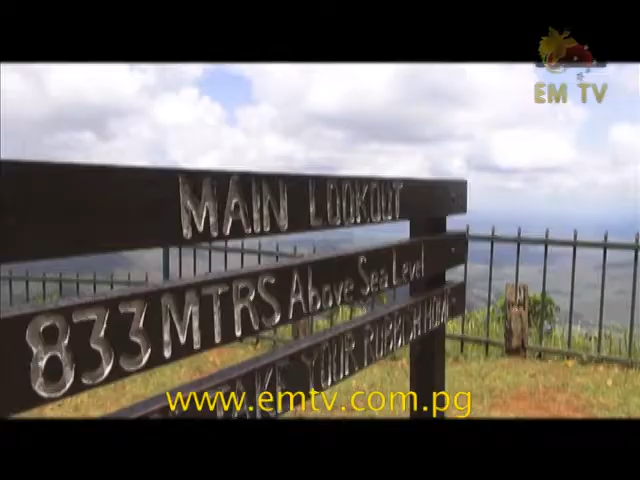 EM TV
MAIN LOOKOUT
833 MTRS Above Sea Level
TAKE YOUR RUBBISH HOME
www.emtv.com.pg